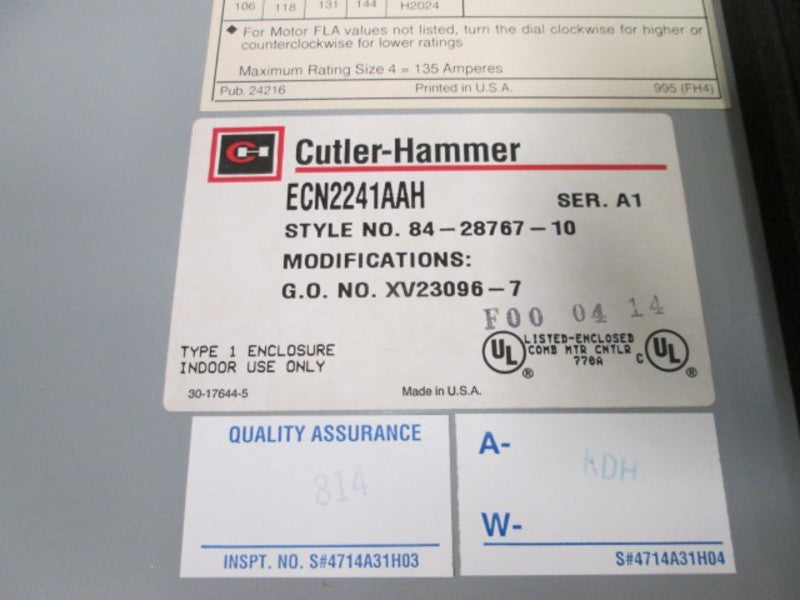 106 118 131 144 H2024
◆ For Motor FLA values not listed, turn the dial clockwise for higher or
counterclockwise for lower ratings
Maximum Rating Size 4 = 135 Amperes
Pub. 24216 Printed in U.S.A. 995 (FH4)
CH Cutler-Hammer
ECN2241AAH SER. A1
STYLE NO. 84-28767-10
MODIFICATIONS:
G.O. NO. XV23096-7
F00 04 14
TYPE 1 ENCLOSURE
INDOOR USE ONLY
UL ® LISTED-ENCLOSED
COMB MTR CNTLR
770A
C UL ®
30-17644-5 Made in U.S.A.
QUALITY ASSURANCE
814
INSPT. NO. S#4714A31H03
A- KDH
W-
S#4714A31H04